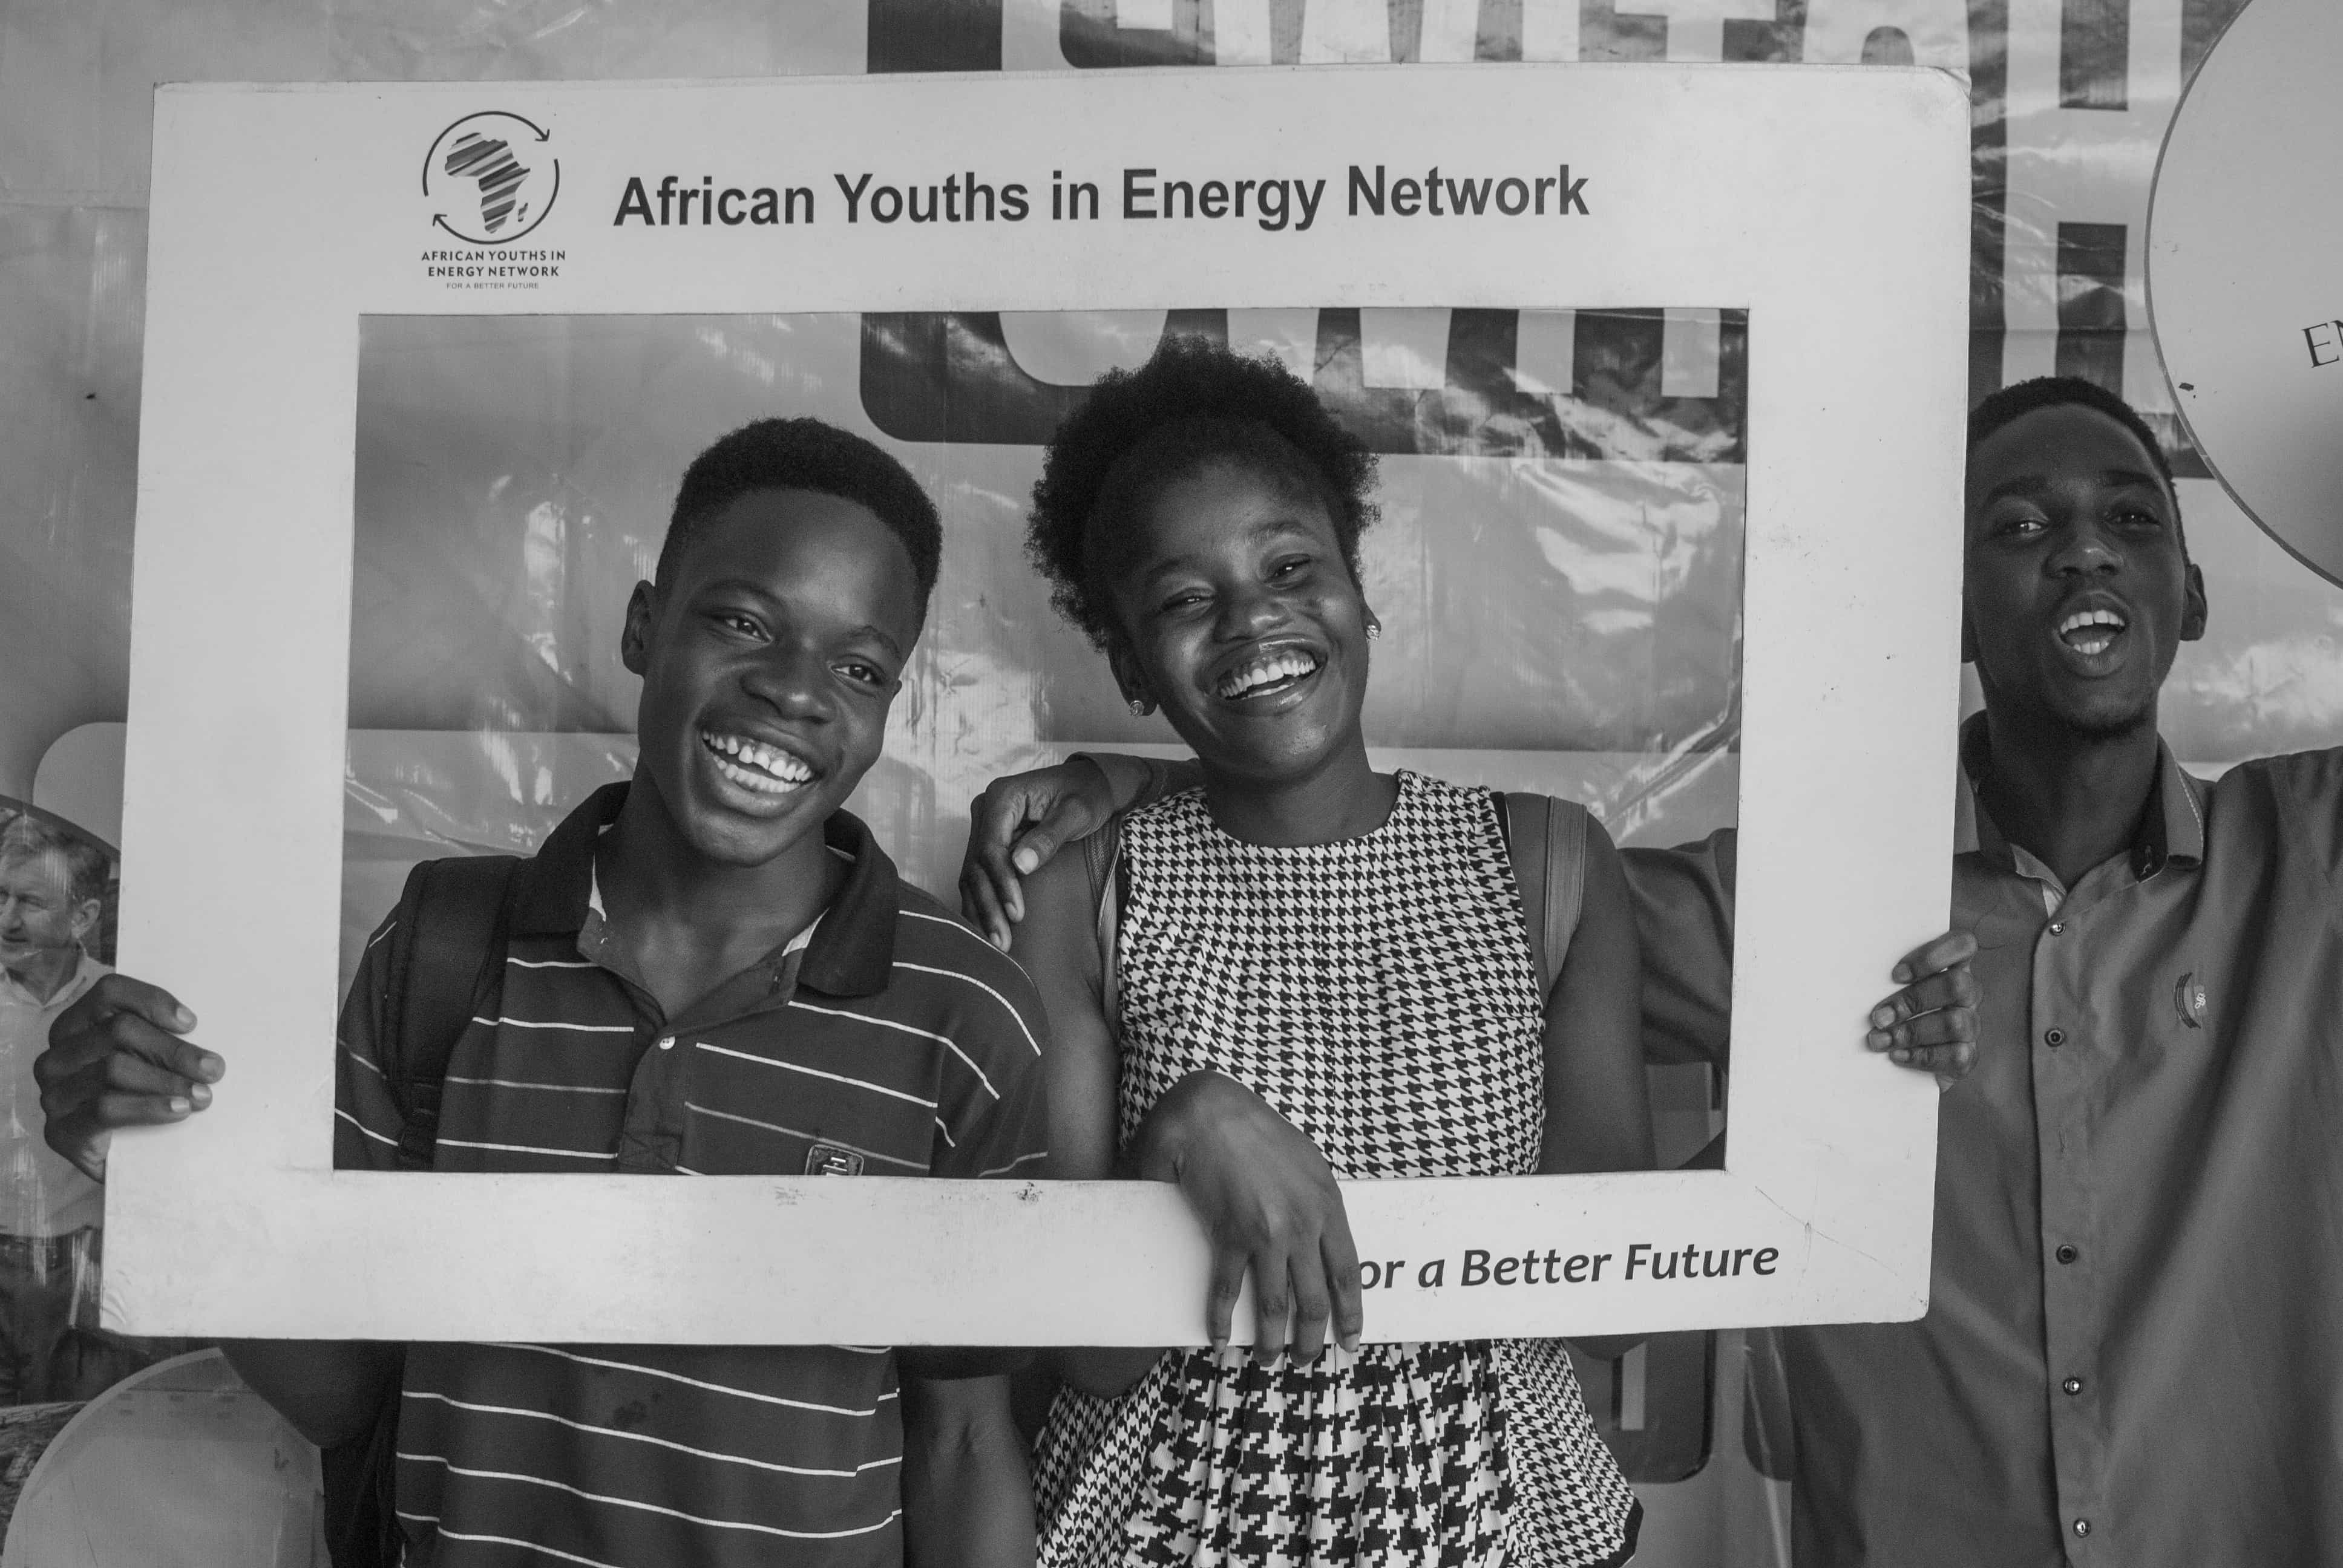 African Youths in Energy Network
AFRICAN YOUTHS IN
ENERGY NETWORK
FOR A BETTER FUTURE
or a Better Future